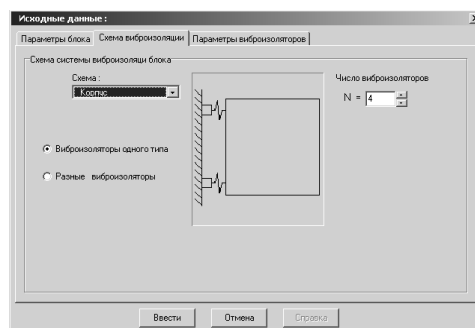 Исходные данные :
Параметры блока
Схема виброизоляции
Параметры виброизоляторов
Схема системы виброизоляци блока
Схема :
Корпус
Число виброизоляторов
N = 4
Виброизоляторы одного типа
Разные виброизоляторы
Ввести
Отмена
Справка